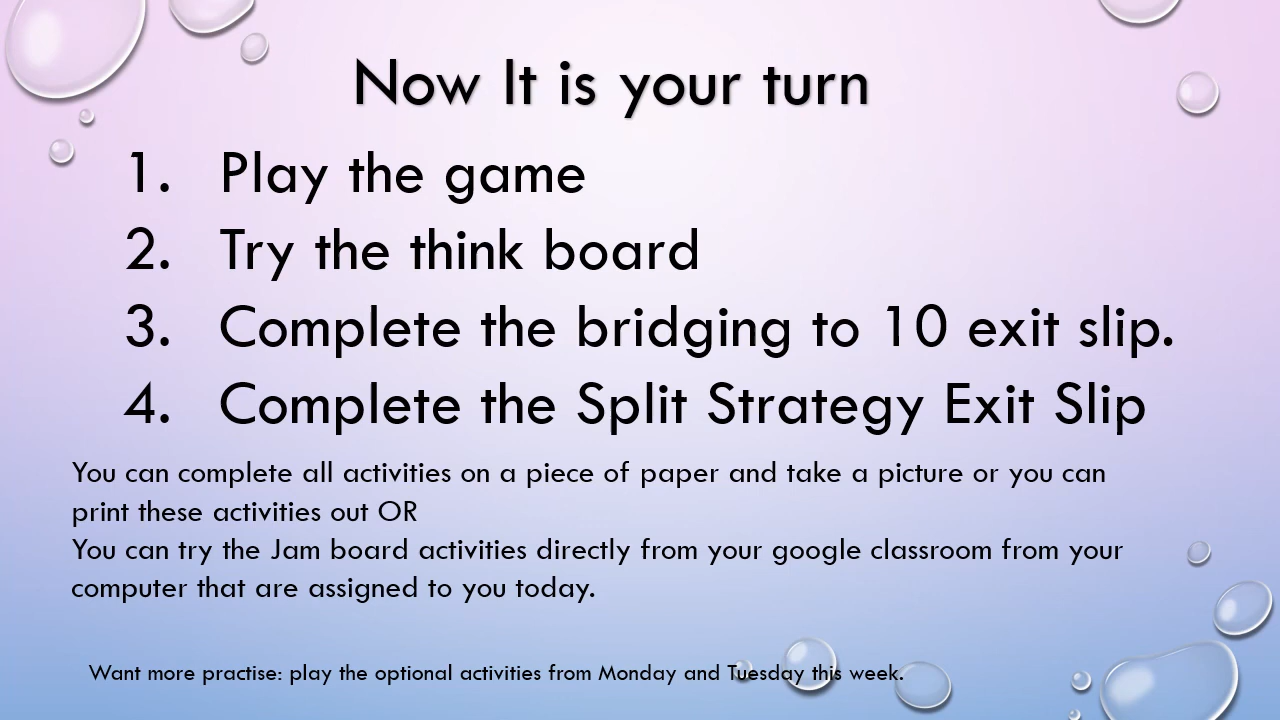 Now It is your turn
1. Play the game
2. Try the think board
3. Complete the bridging to 10 exit slip.
4. Complete the Split Strategy Exit Slip
You can complete all activities on a piece of paper and take a picture or you can
print these activities out OR
You can try the Jam board activities directly from your google classroom from your
computer that are assigned to you today.
Want more practise: play the optional activities from Monday and Tuesday this week.